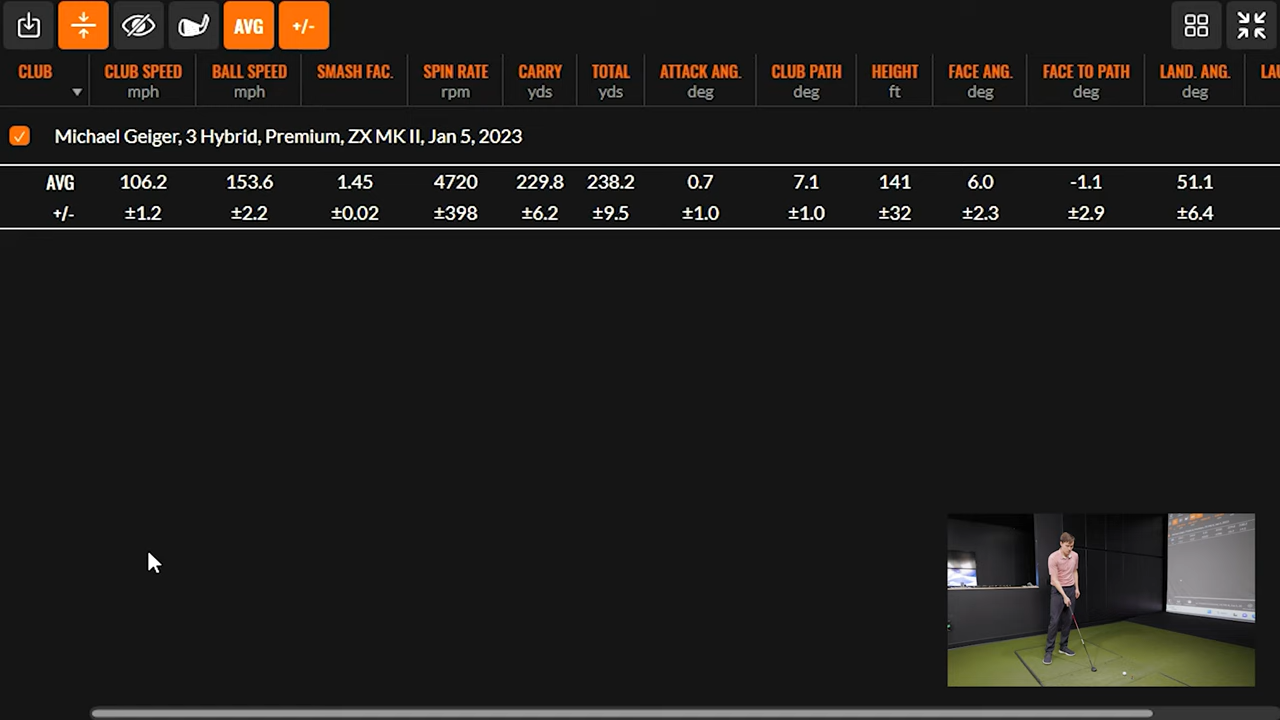 AVG +/-
CLUB CLUB SPEED BALL SPEED SMASH FAC. SPIN RATE CARRY TOTAL ATTACK ANG. CLUB PATH HEIGHT FACE ANG. FACE TO PATH LAND. ANG.
mph mph rpm yds yds deg deg ft deg deg deg
Michael Geiger, 3 Hybrid, Premium, ZX MK II, Jan 5, 2023
AVG 106.2 153.6 1.45 4720 229.8 238.2 0.7 7.1 141 6.0 -1.1 51.1
+/- ±1.2 ±2.2 ±0.02 ±398 ±6.2 ±9.5 ±1.0 ±1.0 ±32 ±2.3 ±2.9 ±6.4